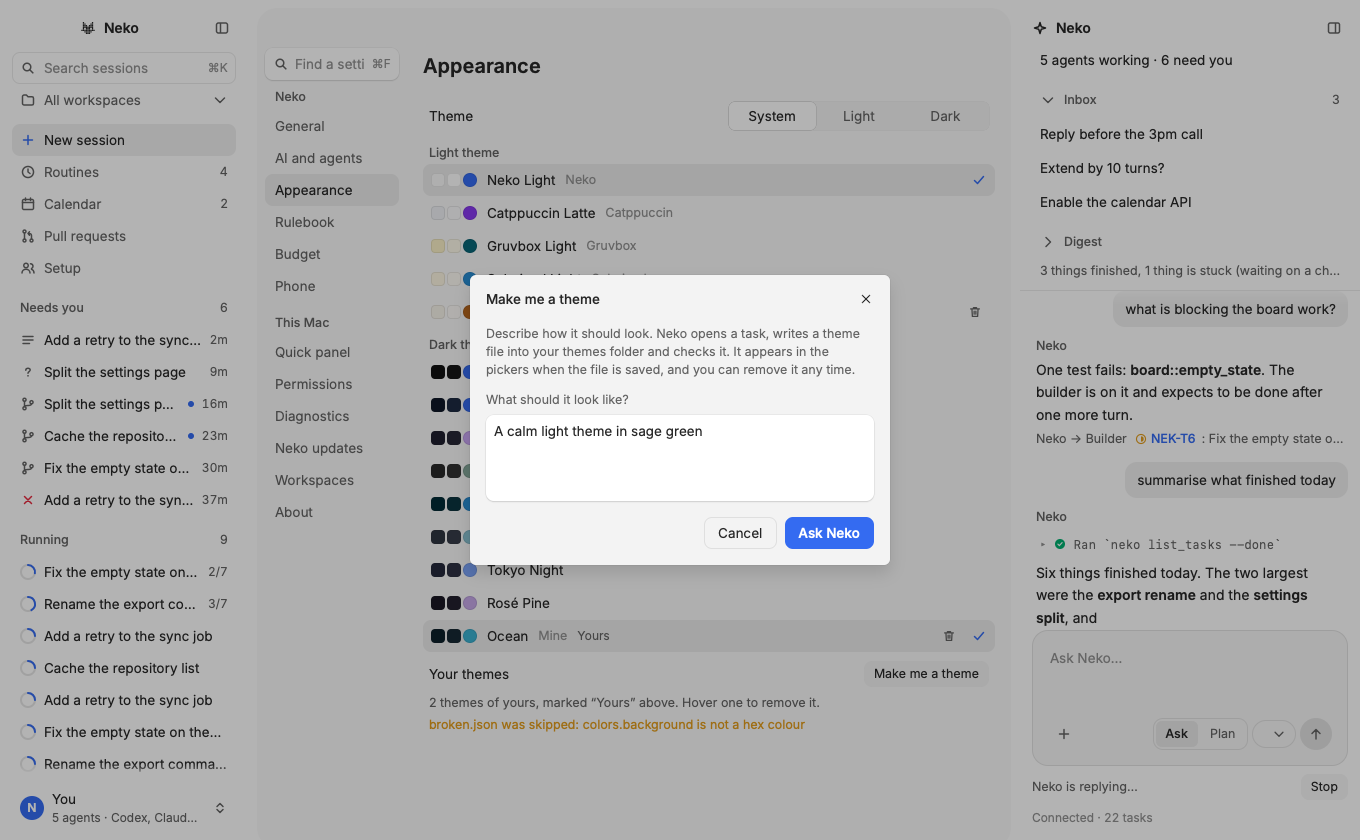 Neko
Search sessions ⌘K
All workspaces
New session
Routines 4
Calendar 2
Pull requests
Setup
Needs you 6
Add a retry to the sync... 2m
Split the settings page 9m
Split the settings p... 16m
Cache the reposito... 23m
Fix the empty state o... 30m
Add a retry to the syn... 37m
Running 9
Fix the empty state on... 2/7
Rename the export co... 3/7
Add a retry to the sync job
Cache the repository list
Add a retry to the sync job
Fix the empty state on the...
Rename the export comma...
N
You
5 agents · Codex, Claud...
Find a setti ⌘F
Neko
General
AI and agents
Appearance
Rulebook
Budget
Phone
This Mac
Quick panel
Permissions
Diagnostics
Neko updates
Workspaces
About
Appearance
Theme
System Light Dark
Light theme
Neko Light Neko
Catppuccin Latte Catppuccin
Gruvbox Light Gruvbox
Dark th
Make me a theme
Describe how it should look. Neko opens a task, writes a theme
file into your themes folder and checks it. It appears in the
pickers when the file is saved, and you can remove it any time.
What should it look like?
A calm light theme in sage green
Cancel Ask Neko
Tokyo Night
Rosé Pine
Ocean Mine Yours
Your themes Make me a theme
2 themes of yours, marked “Yours” above. Hover one to remove it.
broken.json was skipped: colors.background is not a hex colour
Neko
5 agents working · 6 need you
Inbox 3
Reply before the 3pm call
Extend by 10 turns?
Enable the calendar API
Digest
3 things finished, 1 thing is stuck (waiting on a ch...
what is blocking the board work?
Neko
One test fails: board::empty_state. The
builder is on it and expects to be done after
one more turn.
Neko → Builder NEK-T6 : Fix the empty state o...
summarise what finished today
Neko
Ran `neko list_tasks --done`
Six things finished today. The two largest
were the export rename and the settings
split, and
Ask Neko...
Ask Plan
Neko is replying... Stop
Connected · 22 tasks